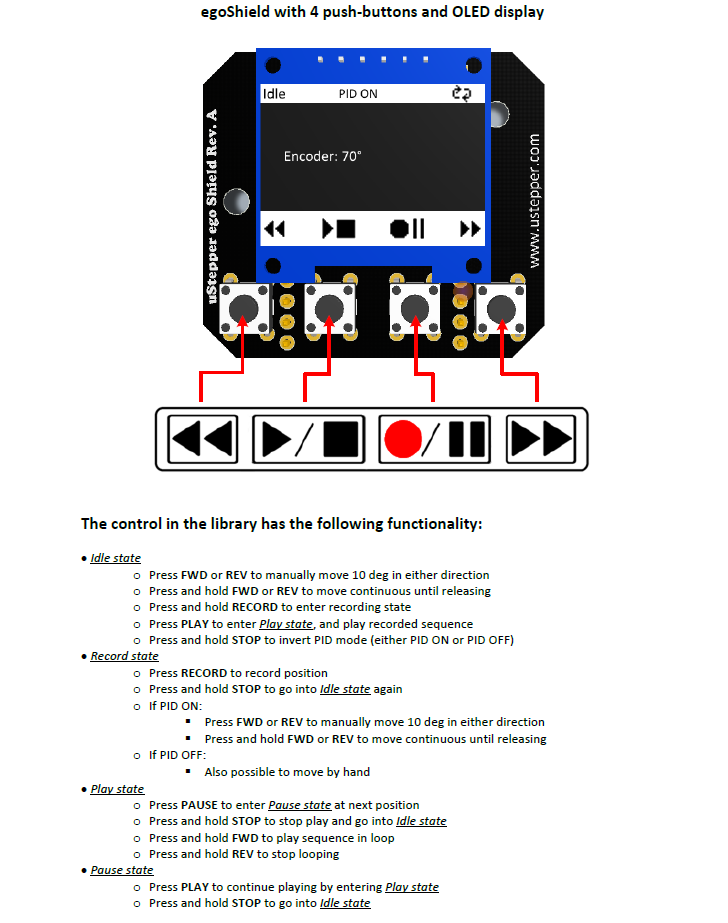 egoShield with 4 push-buttons and OLED display
Idle PID ON
Encoder: 70°
uStepper ego Shield Rev. A
www.ustepper.com
The control in the library has the following functionality:
• Idle state
o Press FWD or REV to manually move 10 deg in either direction
o Press and hold FWD or REV to move continuous until releasing
o Press and hold RECORD to enter recording state
o Press PLAY to enter Play state, and play recorded sequence
o Press and hold STOP to invert PID mode (either PID ON or PID OFF)
• Record state
o Press RECORD to record position
o Press and hold STOP to go into Idle state again
o If PID ON:
▪ Press FWD or REV to manually move 10 deg in either direction
▪ Press and hold FWD or REV to move continuous until releasing
o If PID OFF:
▪ Also possible to move by hand
• Play state
o Press PAUSE to enter Pause state at next position
o Press and hold STOP to stop play and go into Idle state
o Press and hold FWD to play sequence in loop
o Press and hold REV to stop looping
• Pause state
o Press PLAY to continue playing by entering Play state
o Press and hold STOP to go into Idle state